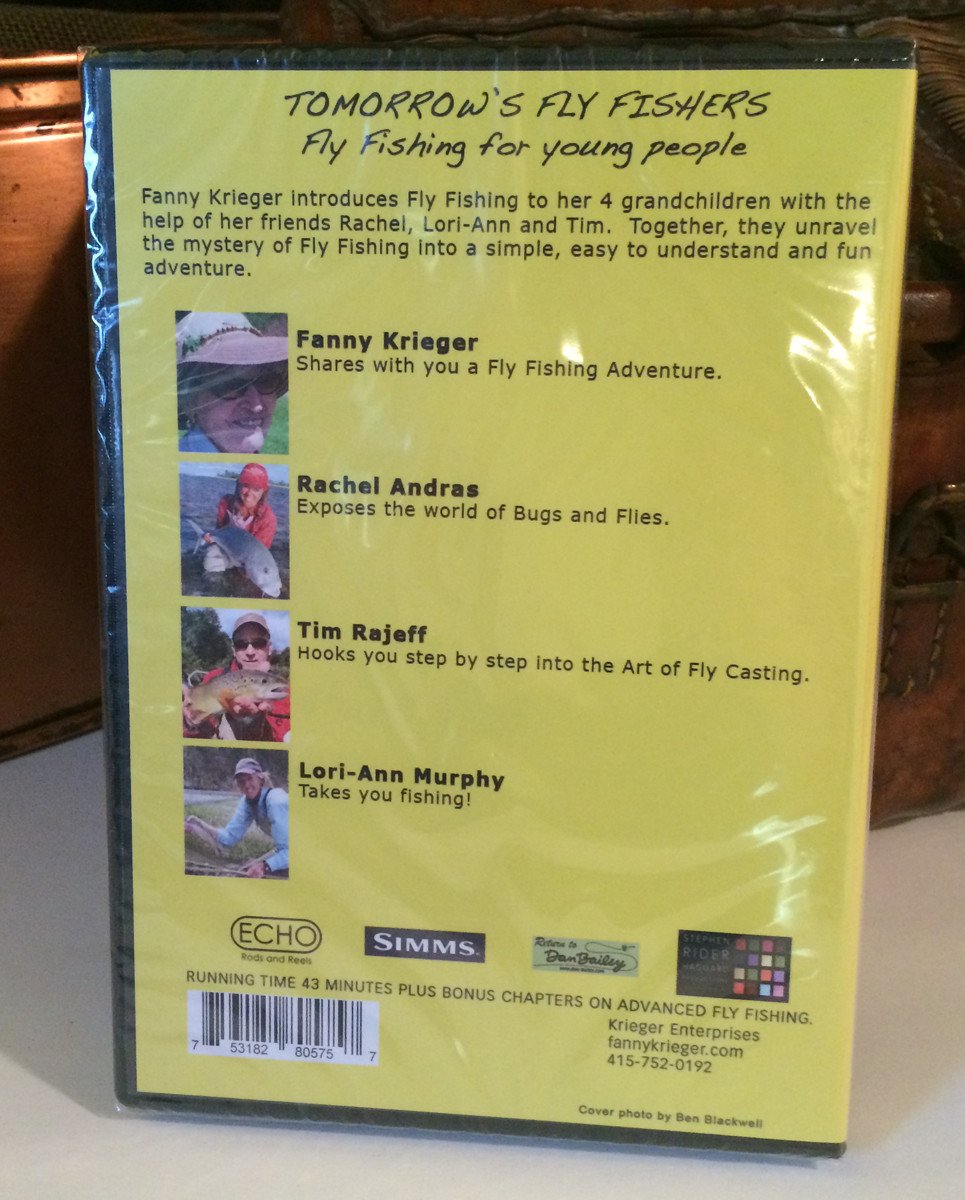 TOMORROW'S FLY FISHERS
Fly Fishing for young people
Fanny Krieger introduces Fly Fishing to her 4 grandchildren with the
help of her friends Rachel, Lori-Ann and Tim. Together, they unravel
the mystery of Fly Fishing into a simple, easy to understand and fun
adventure.
Fanny Krieger
Shares with you a Fly Fishing Adventure.
Rachel Andras
Exposes the world of Bugs and Flies.
Tim Rajeff
Hooks you step by step into the Art of Fly Casting.
Lori-Ann Murphy
Takes you fishing!
ECHO
Rods and Reels
SIMMS
Return to
Dan Bailey
STEPHEN
RIDER
HAGGARD
RUNNING TIME 43 MINUTES PLUS BONUS CHAPTERS ON ADVANCED FLY FISHING.
Krieger Enterprises
fannykrieger.com
415-752-0192
7 53182 80575 7
Cover photo by Ben Blackwell